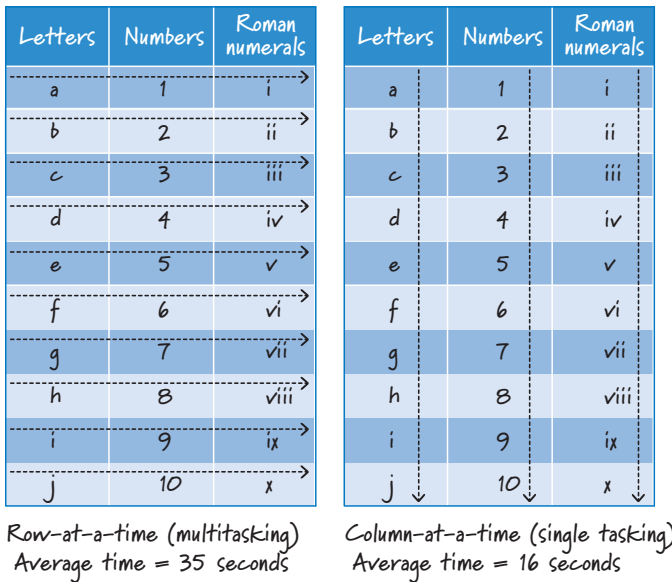 Letters Numbers Roman numerals
a 1 i
b 2 ii
c 3 iii
d 4 iv
e 5 v
f 6 vi
g 7 vii
h 8 viii
i 9 ix
j 10 x
Row-at-a-time (multitasking)
Average time = 35 seconds
Letters Numbers Roman numerals
a 1 i
b 2 ii
c 3 iii
d 4 iv
e 5 v
f 6 vi
g 7 vii
h 8 viii
i 9 ix
j 10 x
Column-at-a-time (single tasking)
Average time = 16 seconds